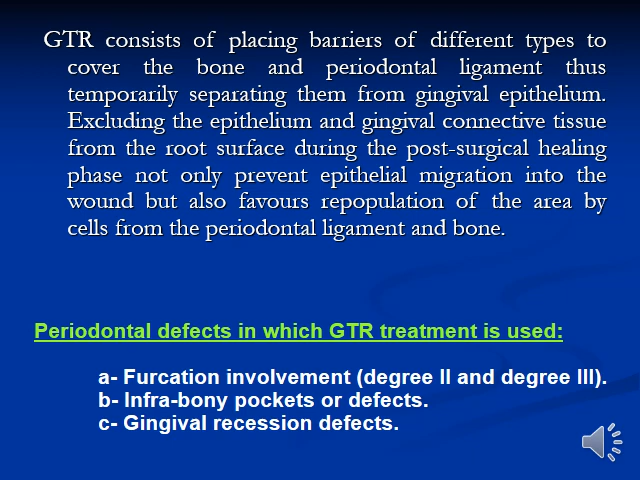 GTR consists of placing barriers of different types to
cover the bone and periodontal ligament thus
temporarily separating them from gingival epithelium.
Excluding the epithelium and gingival connective tissue
from the root surface during the post-surgical healing
phase not only prevent epithelial migration into the
wound but also favours repopulation of the area by
cells from the periodontal ligament and bone.
Periodontal defects in which GTR treatment is used:
a- Furcation involvement (degree II and degree III).
b- Infra-bony pockets or defects.
c- Gingival recession defects.